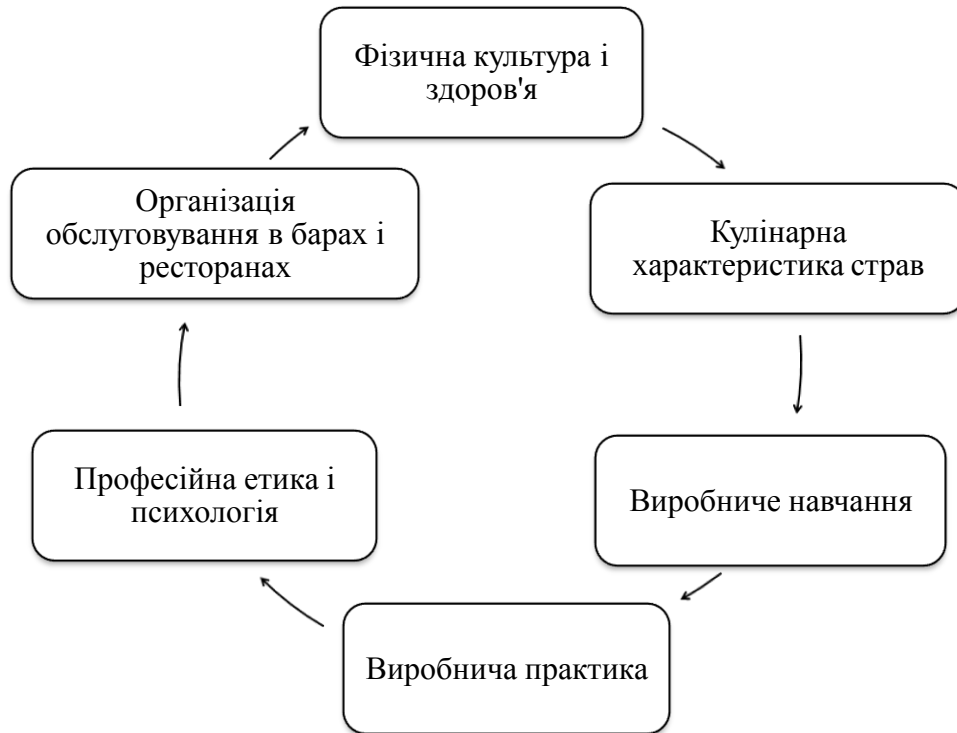 Фізична культура і
здоров'я
Кулінарна
характеристика страв
Виробниче навчання
Виробнича практика
Професійна етика і
психологія
Організація
обслуговування в барах і
ресторанах